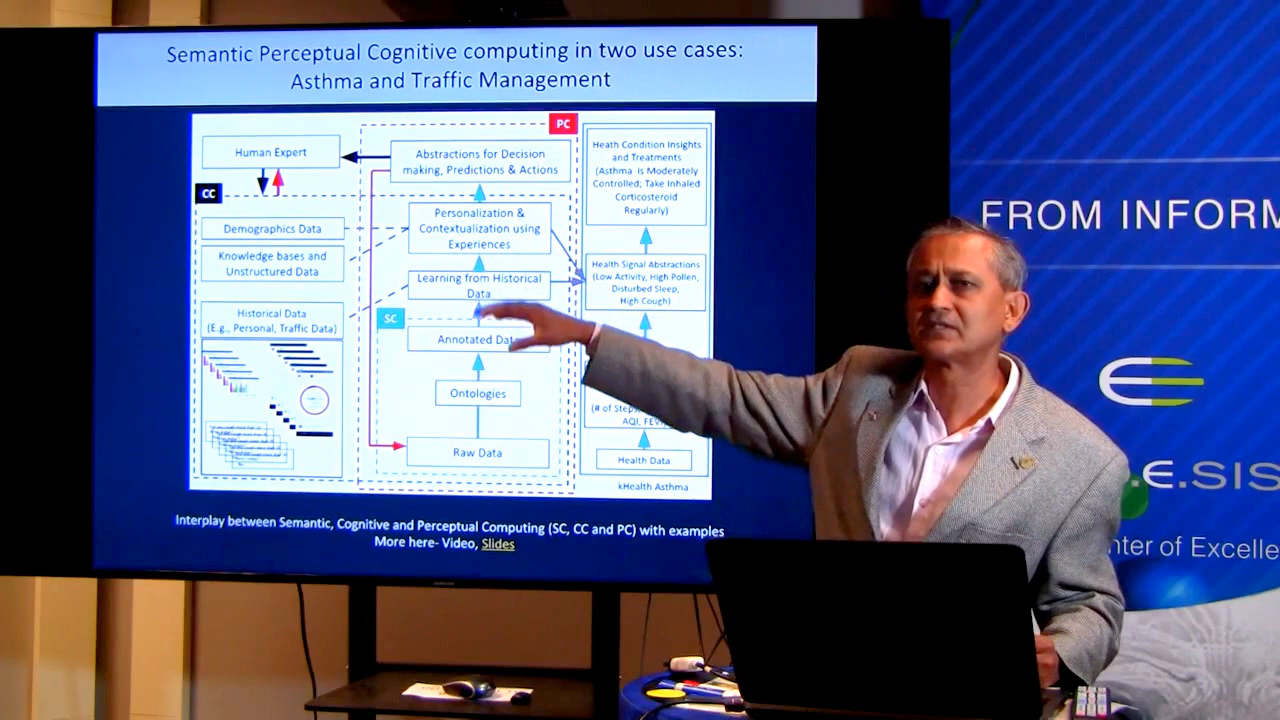 Semantic Perceptual Cognitive computing in two use cases:
Asthma and Traffic Management
PC
Human Expert
Abstractions for Decision
making, Predictions & Actions
Heath Condition Insights
and Treatments
(Asthma is Moderately
Controlled; Take Inhaled
Corticosteroid
Regularly)
CC
Demographics Data
Personalization &
Contextualization using
Experiences
Knowledge bases and
Unstructured Data
Health Signal Abstractions
(Low Activity, High Pollen,
Disturbed Sleep,
High Cough)
Learning from Historical
Data
Historical Data
(E.g., Personal, Traffic Data)
SC
Annotated Data
Ontologies
(# of Steps
AQI, FEV
Raw Data
Health Data
kHealth Asthma
Interplay between Semantic, Cognitive and Perceptual Computing (SC, CC and PC) with examples
More here- Video, Slides
FROM INFORM
.E.SIS
nter of Excelle